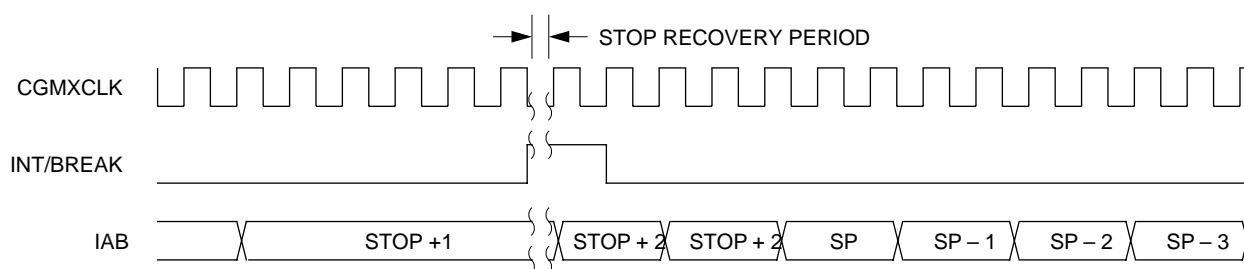 STOP RECOVERY PERIOD
CGMXCLK
INT/BREAK
IAB STOP +1 STOP + 2 STOP + 2 SP SP – 1 SP – 2 SP – 3